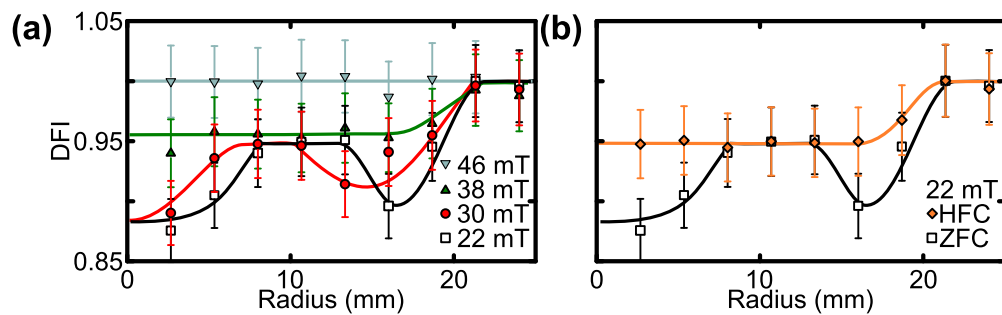 (a)
1.05
0.95
0.85
DFI
46 mT
38 mT
30 mT
22 mT
0
10
20
Radius (mm)
(b)
22 mT
HFC
ZFC
0
10
20
Radius (mm)